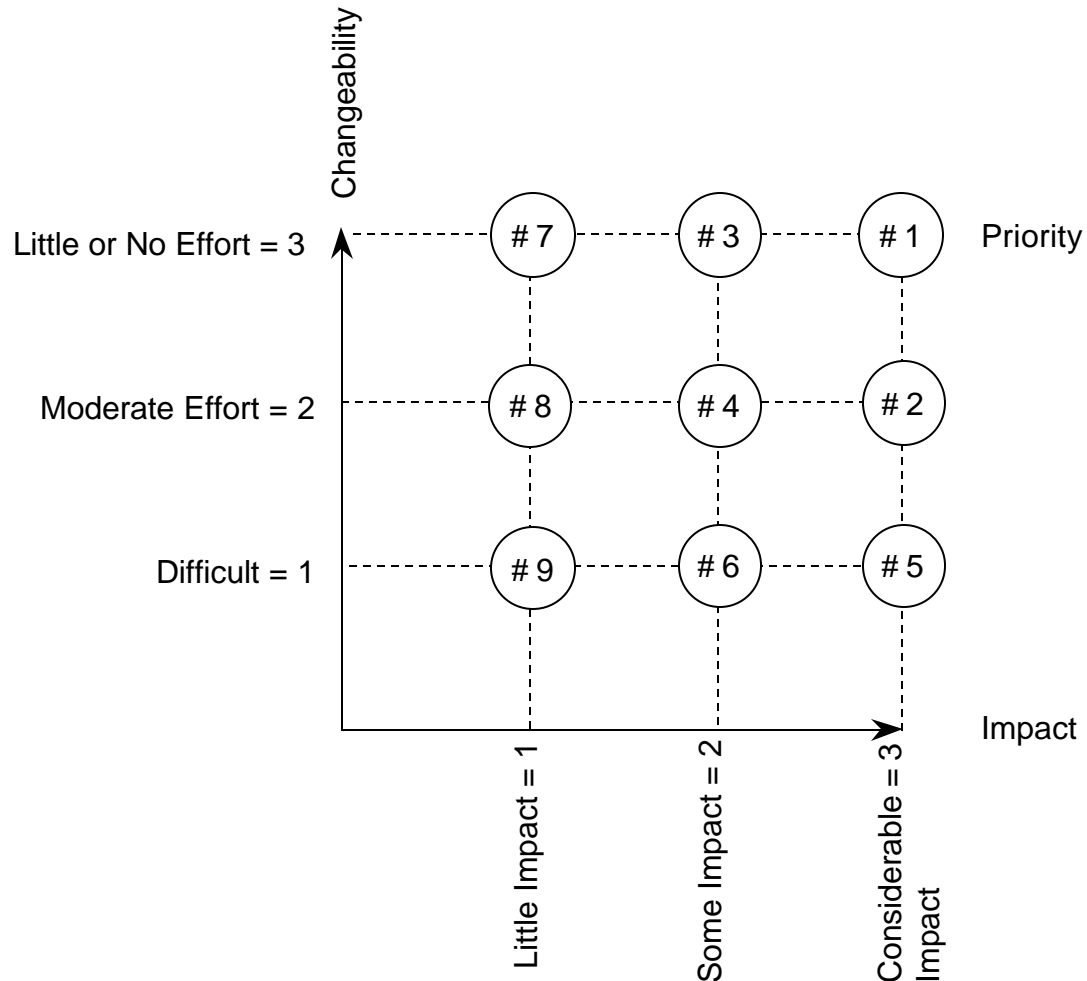 Changeability
Little or No Effort = 3
# 7
# 3
# 1
Priority
Moderate Effort = 2
# 8
# 4
# 2
Difficult = 1
# 9
# 6
# 5
Impact
Little Impact = 1
Some Impact = 2
Considerable = 3
Impact